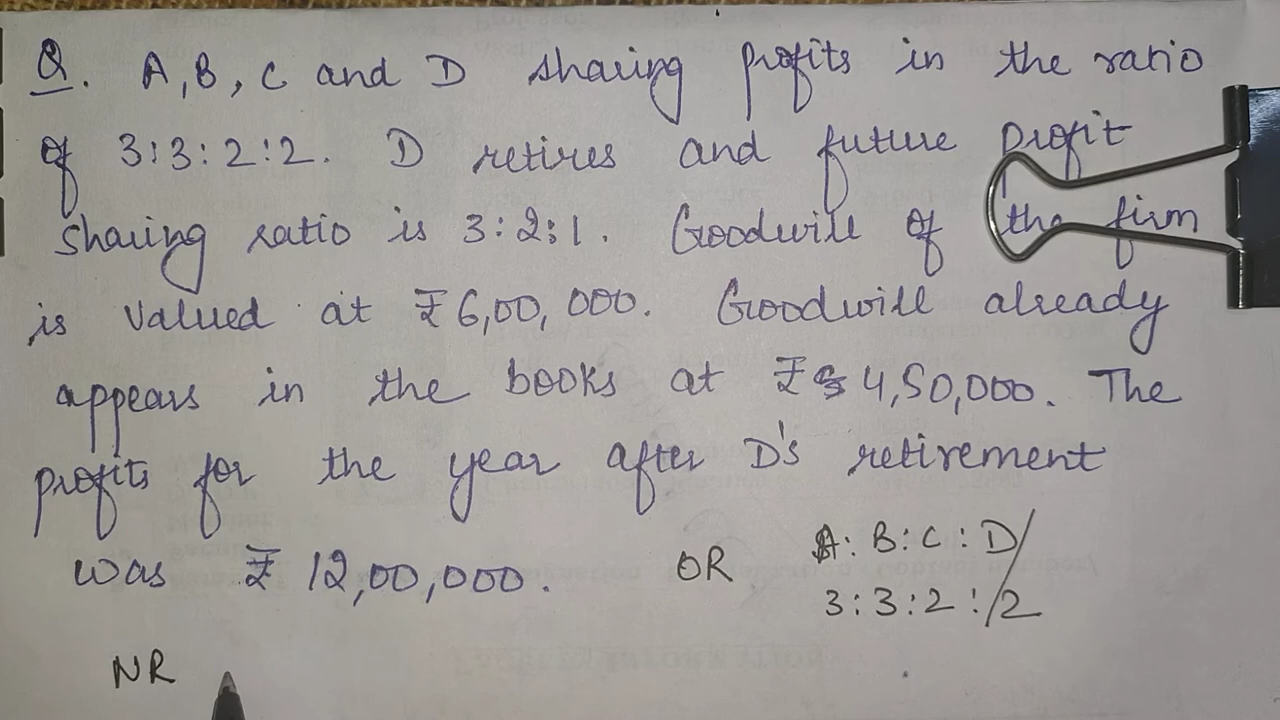 Q. A, B, C and D sharing profits in the ratio
of 3:3:2:2. D retires and future profit
sharing ratio is 3:2:1. Goodwill of the firm
is valued at ₹6,00,000. Goodwill already
appears in the books at ₹ 4,50,000. The
profits for the year after D's retirement
was ₹ 12,00,000. OR A: B: C: D/
3:3:2:/2
NR